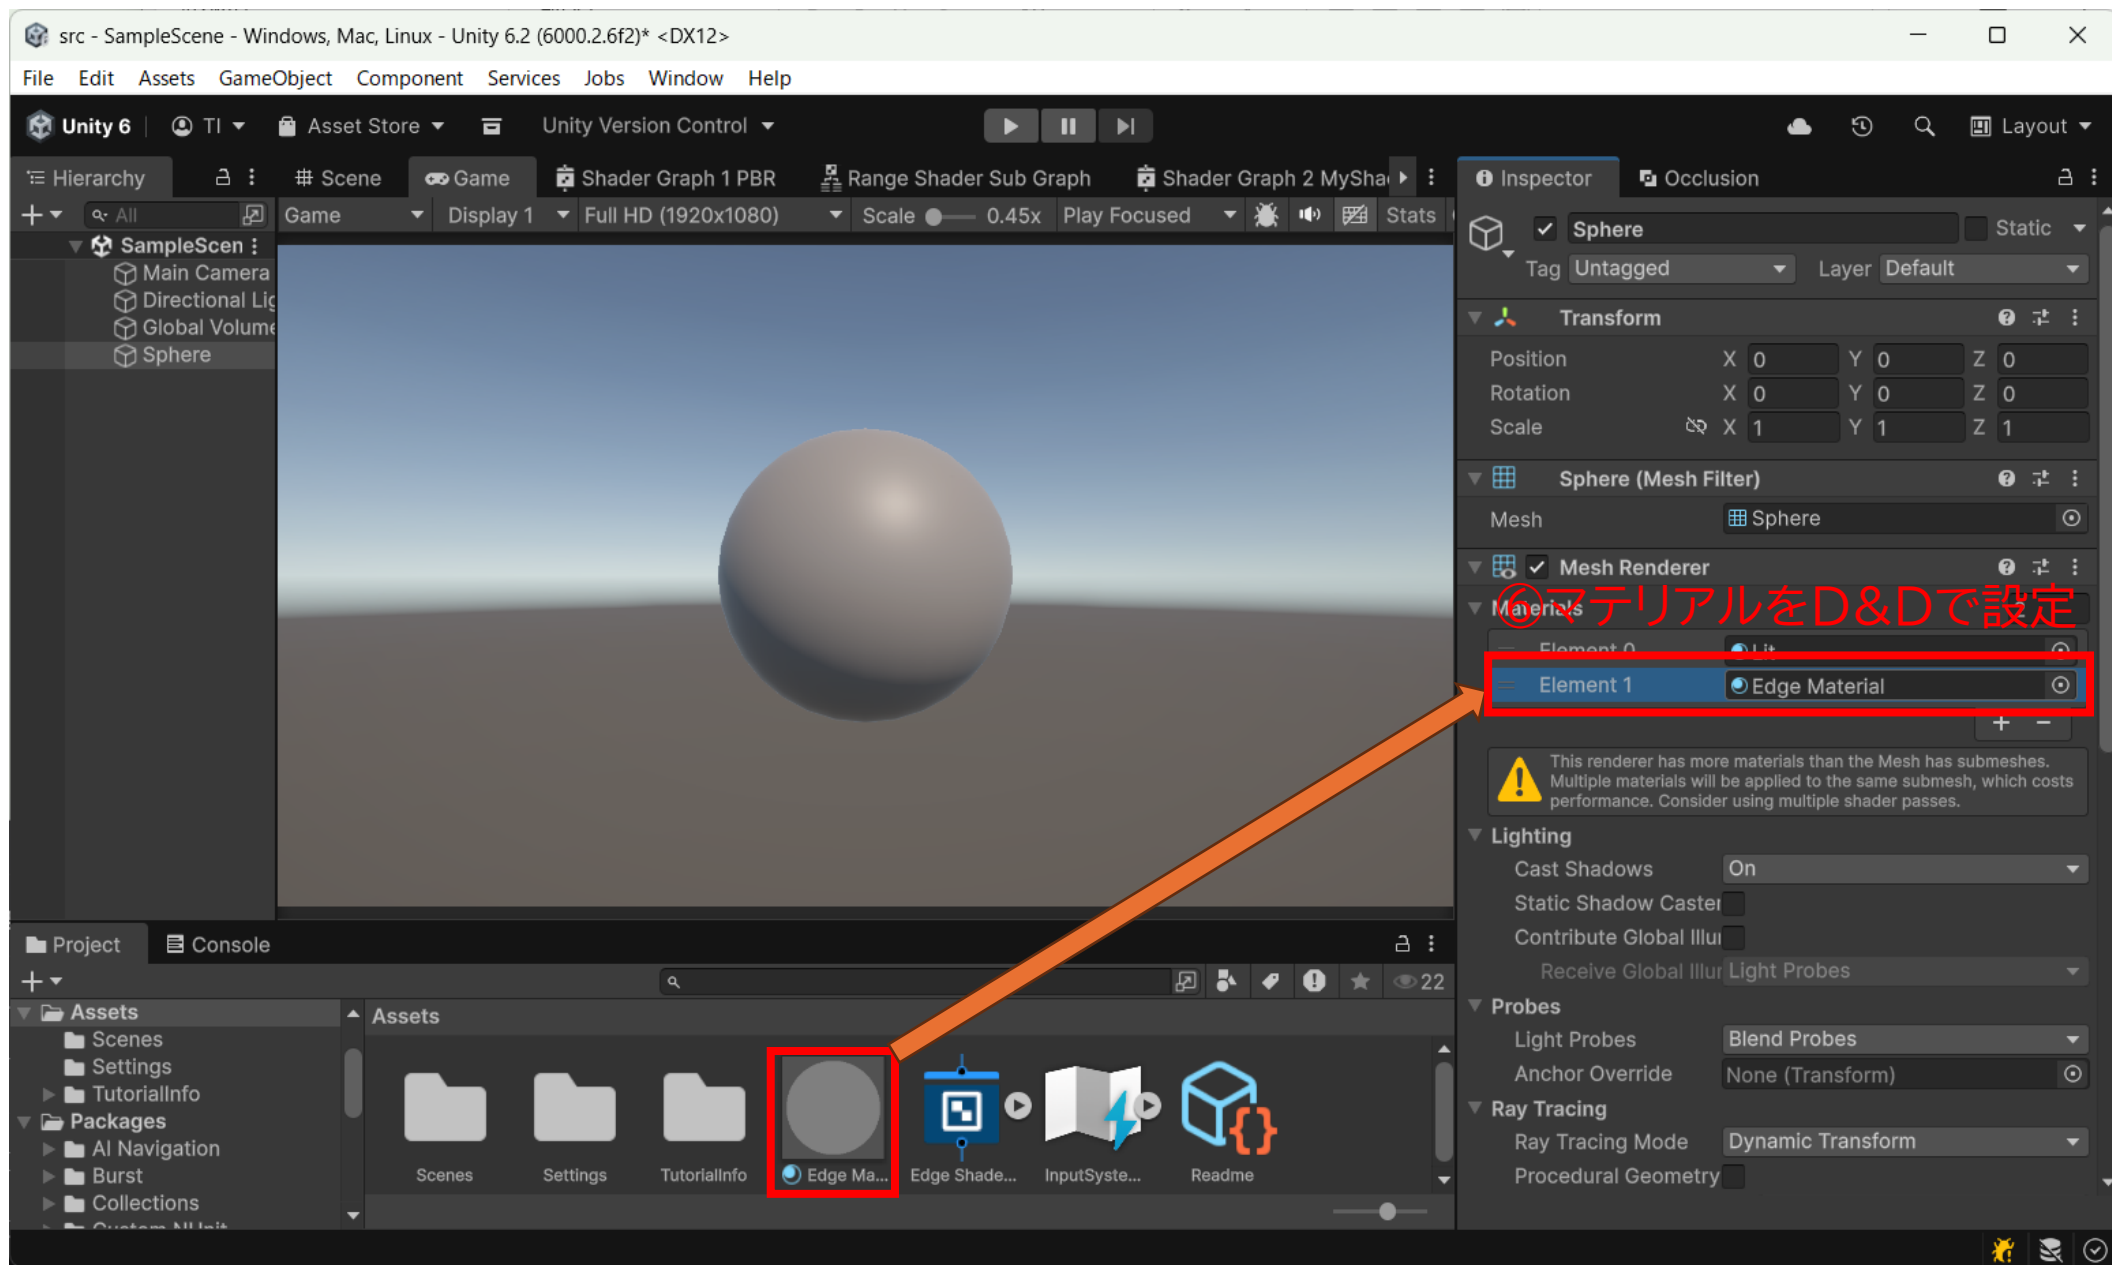 src - SampleScene - Windows, Mac, Linux - Unity 6.2 (6000.2.6f2)* <DX12>
File Edit Assets GameObject Component Services Jobs Window Help
Unity 6 TI Asset Store Unity Version Control Layout
Hierarchy
Scene Game Shader Graph 1 PBR Range Shader Sub Graph Shader Graph 2 MySha
Inspector Occlusion
All
Game Display 1 Full HD (1920x1080) Scale 0.45x Play Focused Stats
SampleScen
Main Camera
Directional Lig
Global Volume
Sphere
Sphere Static
Tag Untagged Layer Default
Transform
Position X 0 Y 0 Z 0
Rotation X 0 Y 0 Z 0
Scale X 1 Y 1 Z 1
Sphere (Mesh Filter)
Mesh Sphere
Mesh Renderer
⑥マテリアルをD&Dで設定
Materials 2
Element 0 Lit
Element 1 Edge Material
This renderer has more materials than the Mesh has submeshes.
Multiple materials will be applied to the same submesh, which costs
performance. Consider using multiple shader passes.
Lighting
Cast Shadows On
Static Shadow Caster
Contribute Global Illu
Receive Global Illur Light Probes
Probes
Light Probes Blend Probes
Anchor Override None (Transform)
Ray Tracing
Ray Tracing Mode Dynamic Transform
Procedural Geometry
Project Console
22
Assets
Scenes
Settings
TutorialInfo
Packages
AI Navigation
Burst
Collections
Custom NUnit
Assets
Scenes Settings TutorialInfo Edge Ma... Edge Shade... InputSyste... Readme